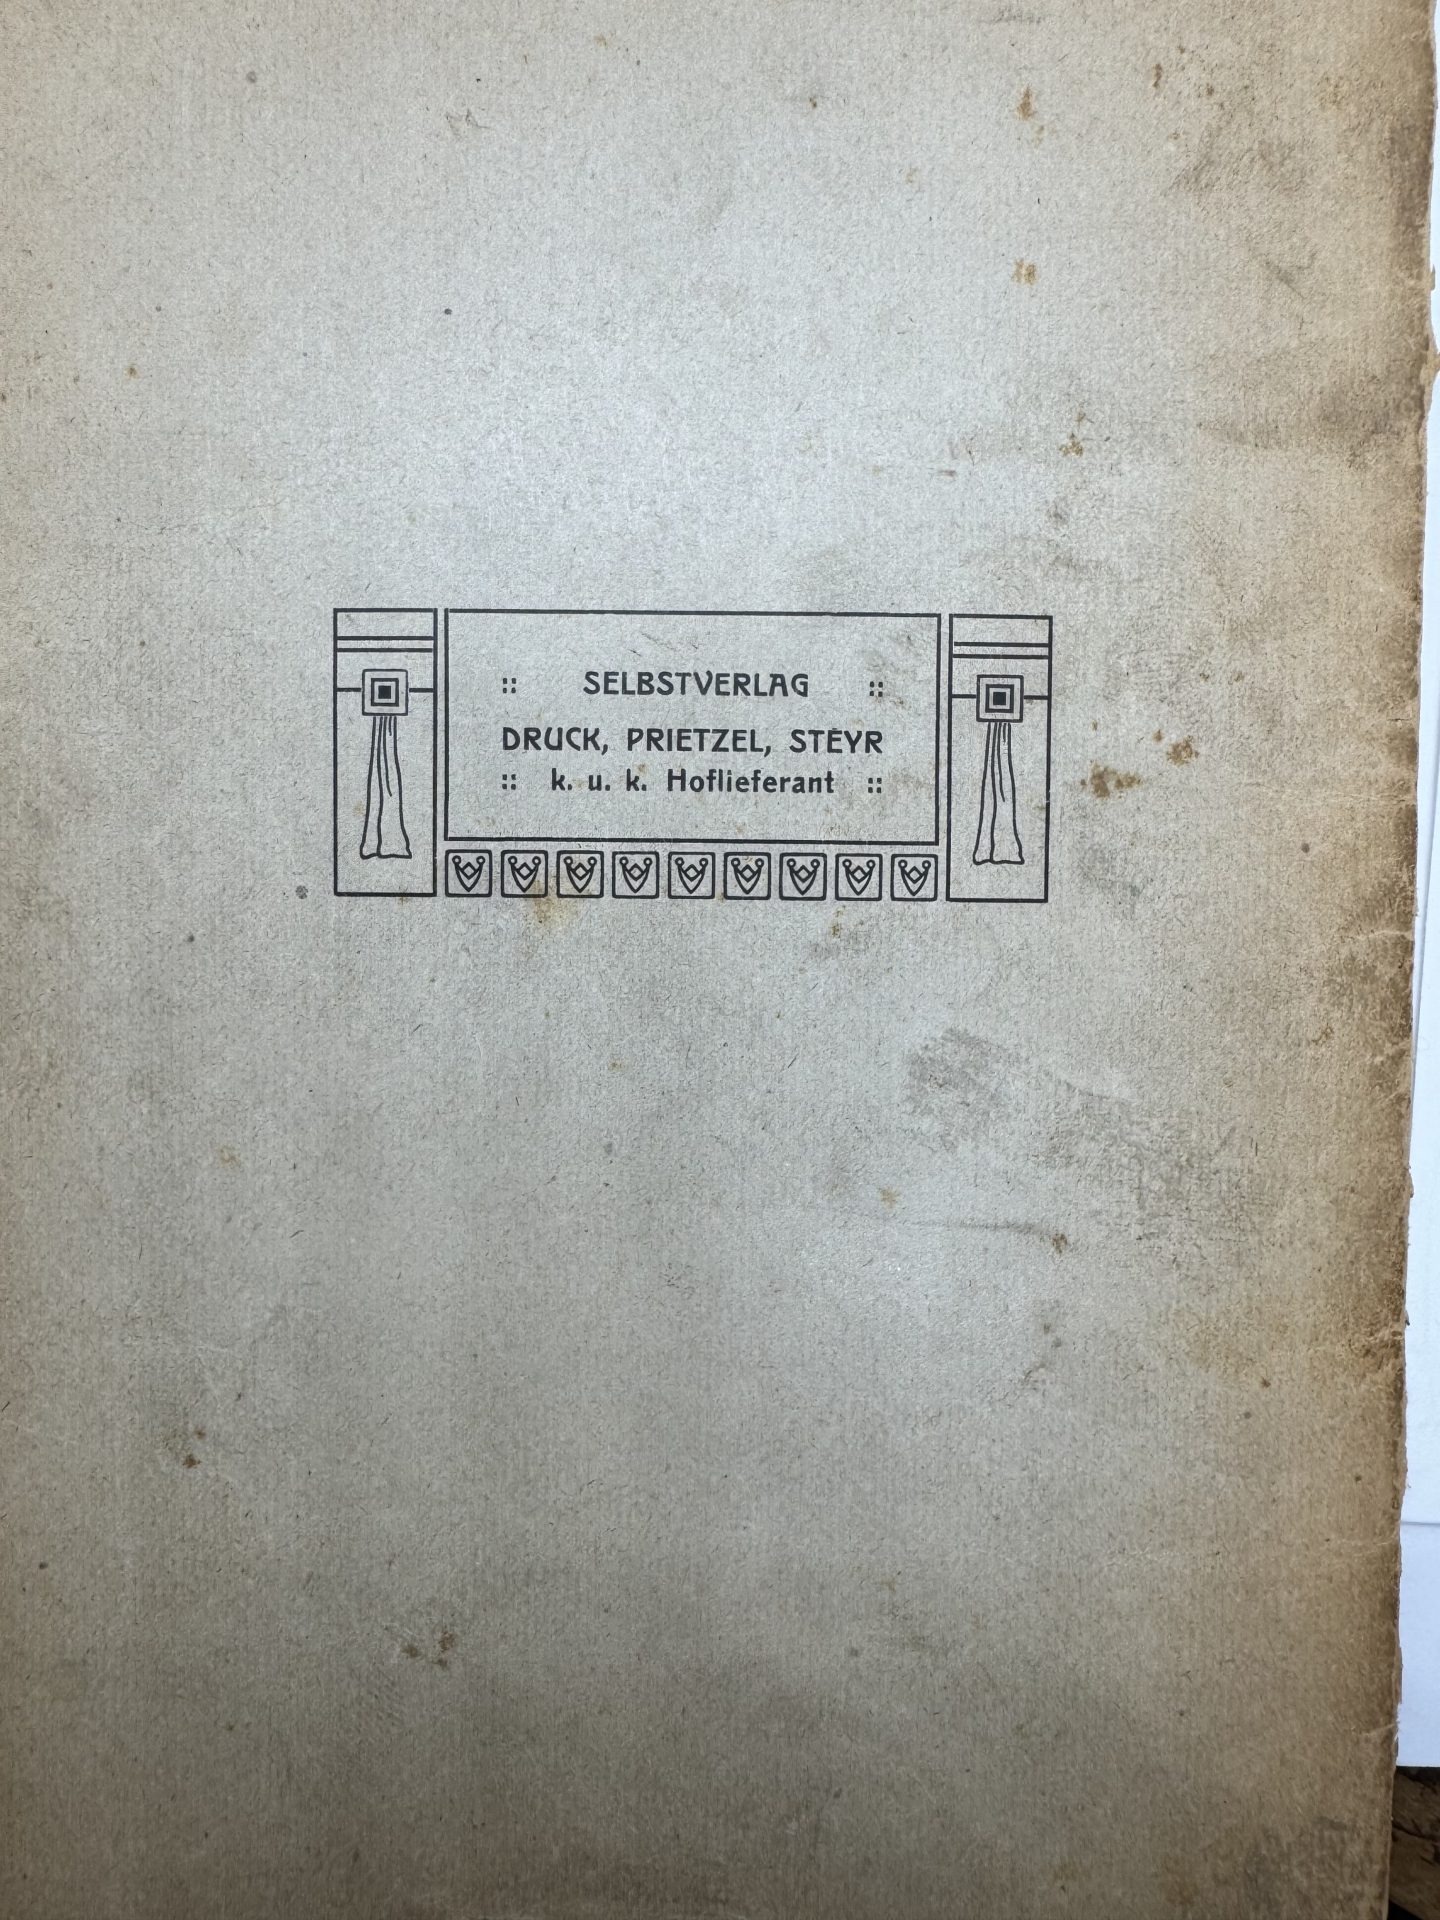 :: SELBSTVERLAG ::
DRUCK, PRIETZEL, STEYR
:: k. u. k. Hoflieferant ::